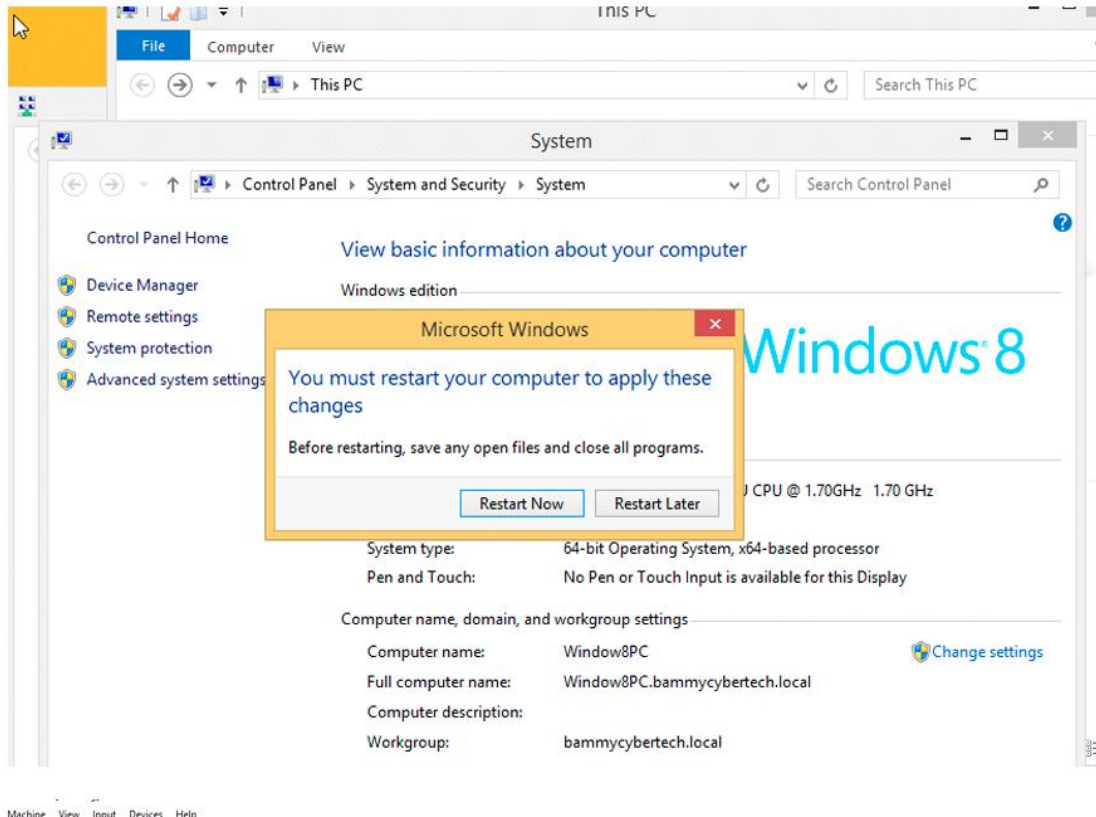 This PC
File Computer View
This PC
Search This PC
System
Control Panel System and Security System
Search Control Panel
Control Panel Home
View basic information about your computer
Device Manager
Windows edition
Remote settings
System protection
Advanced system settings
Windows 8
Microsoft Windows
You must restart your computer to apply these
changes
Before restarting, save any open files and close all programs.
CPU @ 1.70GHz 1.70 GHz
Restart Now Restart Later
System type: 64-bit Operating System, x64-based processor
Pen and Touch: No Pen or Touch Input is available for this Display
Computer name, domain, and workgroup settings
Computer name: Window8PC
Change settings
Full computer name: Window8PC.bammycybertech.local
Computer description:
Workgroup: bammycybertech.local
Machine View Input Devices Help